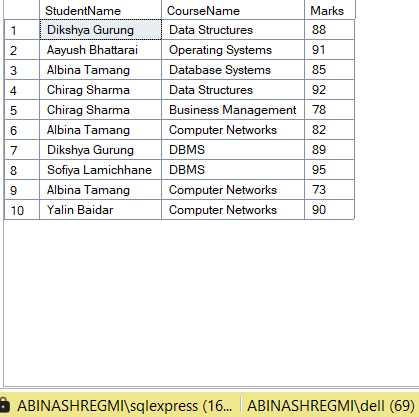 StudentName CourseName Marks
1 Dikshya Gurung Data Structures 88
2 Aayush Bhattarai Operating Systems 91
3 Albina Tamang Database Systems 85
4 Chirag Sharma Data Structures 92
5 Chirag Sharma Business Management 78
6 Albina Tamang Computer Networks 82
7 Dikshya Gurung DBMS 89
8 Sofiya Lamichhane DBMS 95
9 Albina Tamang Computer Networks 73
10 Yalin Baidar Computer Networks 90
ABINASHREGMI\sqlexpress (16... ABINASHREGMI\dell (69)